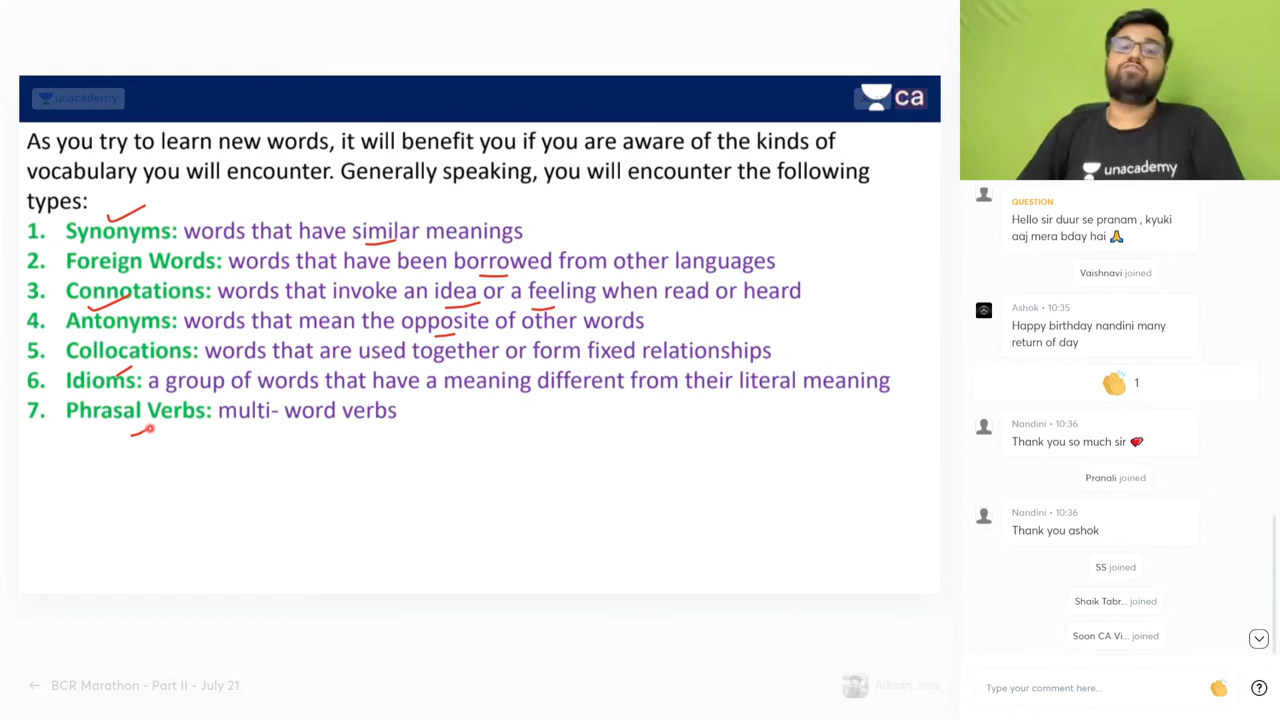 unacademy
ca
As you try to learn new words, it will benefit you if you are aware of the kinds of
vocabulary you will encounter. Generally speaking, you will encounter the following
types:
1. Synonyms: words that have similar meanings
2. Foreign Words: words that have been borrowed from other languages
3. Connotations: words that invoke an idea or a feeling when read or heard
4. Antonyms: words that mean the opposite of other words
5. Collocations: words that are used together or form fixed relationships
6. Idioms: a group of words that have a meaning different from their literal meaning
7. Phrasal Verbs: multi- word verbs
BCR Marathon - Part II - July 21
unacademy
QUESTION
Hello sir duur se pranam , kyuki
aaj mera bday hai 🙏
Vaishnavi joined
Ashok • 10:35
Happy birthday nandini many
return of day
👏 1
Nandini • 10:36
Thank you so much sir 💖
Pranali joined
Nandini • 10:36
Thank you ashok
SS joined
Shaik Tabr... joined
Soon CA Vi... joined
Type your comment here...